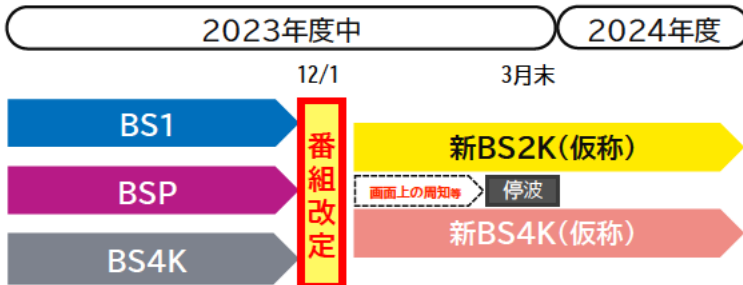 2023年度中
2024年度
12/1
3月末
BS1
BSP
BS4K
番組改定
新BS2K(仮称)
画面上の周知等
停波
新BS4K(仮称)